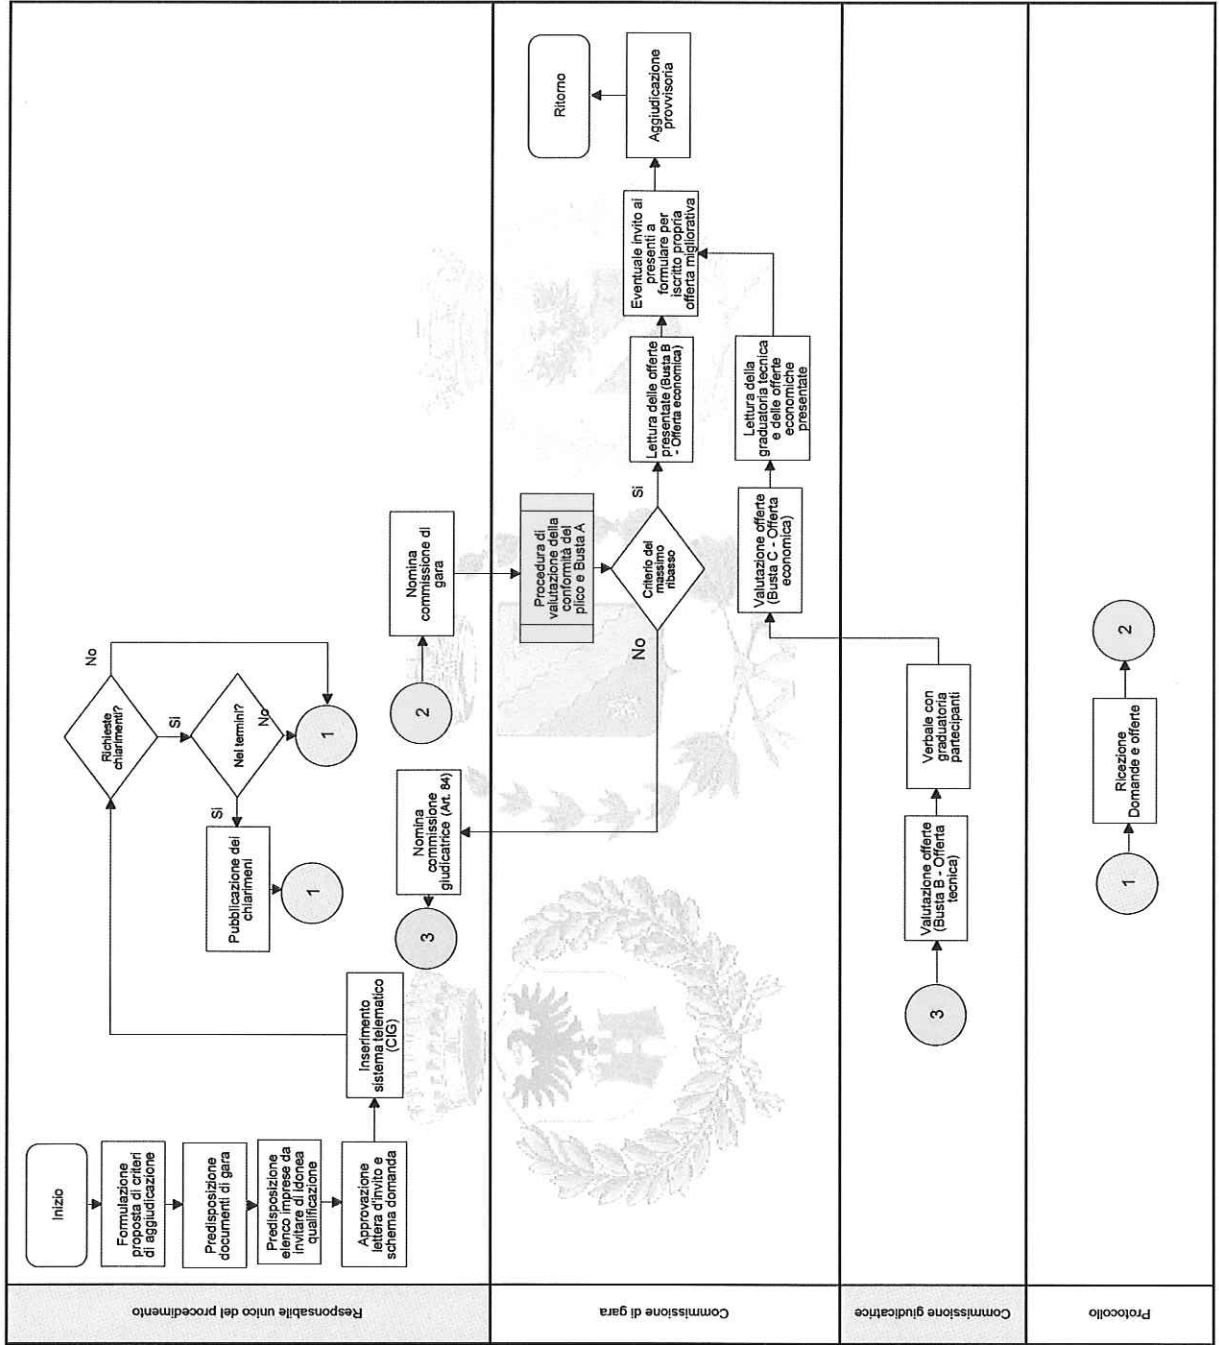 Responsabile unico del procedimento
Inizio
Formulazione
proposta di criteri
di aggiudicazione
Predisposizione
documenti di gara
Predisposizione
elenco imprese da
invitare di idonea
qualificazione
Approvazione
lettera d'invito e
schema domanda
Inserimento
sistema telematico
(CIG)
Richieste
chiarimenti?
No
Si
Nei termini?
No
Si
1
Pubblicazione dei
chiarimeni
1
2
Nomina
commissione di
gara
Nomina
commissione
giudicatrice (Art. 84)
3
Commissione di gara
Procedura di
valutazione della
conformità del
plico e Busta A
Criterio del
massimo
ribasso
No
Si
Lettura delle offerte
presentate (Busta B
- Offerta economica)
Eventuale invito ai
presenti a
formulare per
iscritto propria
offerta migliorativa
Aggiudicazione
provvisoria
Ritorno
Valutazione offerte
(Busta C - Offerta
economica)
Lettura della
graduatoria tecnica
e delle offerte
economiche
presentate
Commissione giudicatrice
3
Valutazione offerte
(Busta B - Offerta
tecnica)
Verbale con
graduatoria
partecipanti
Protocollo
1
Ricezione
Domande e offerte
2